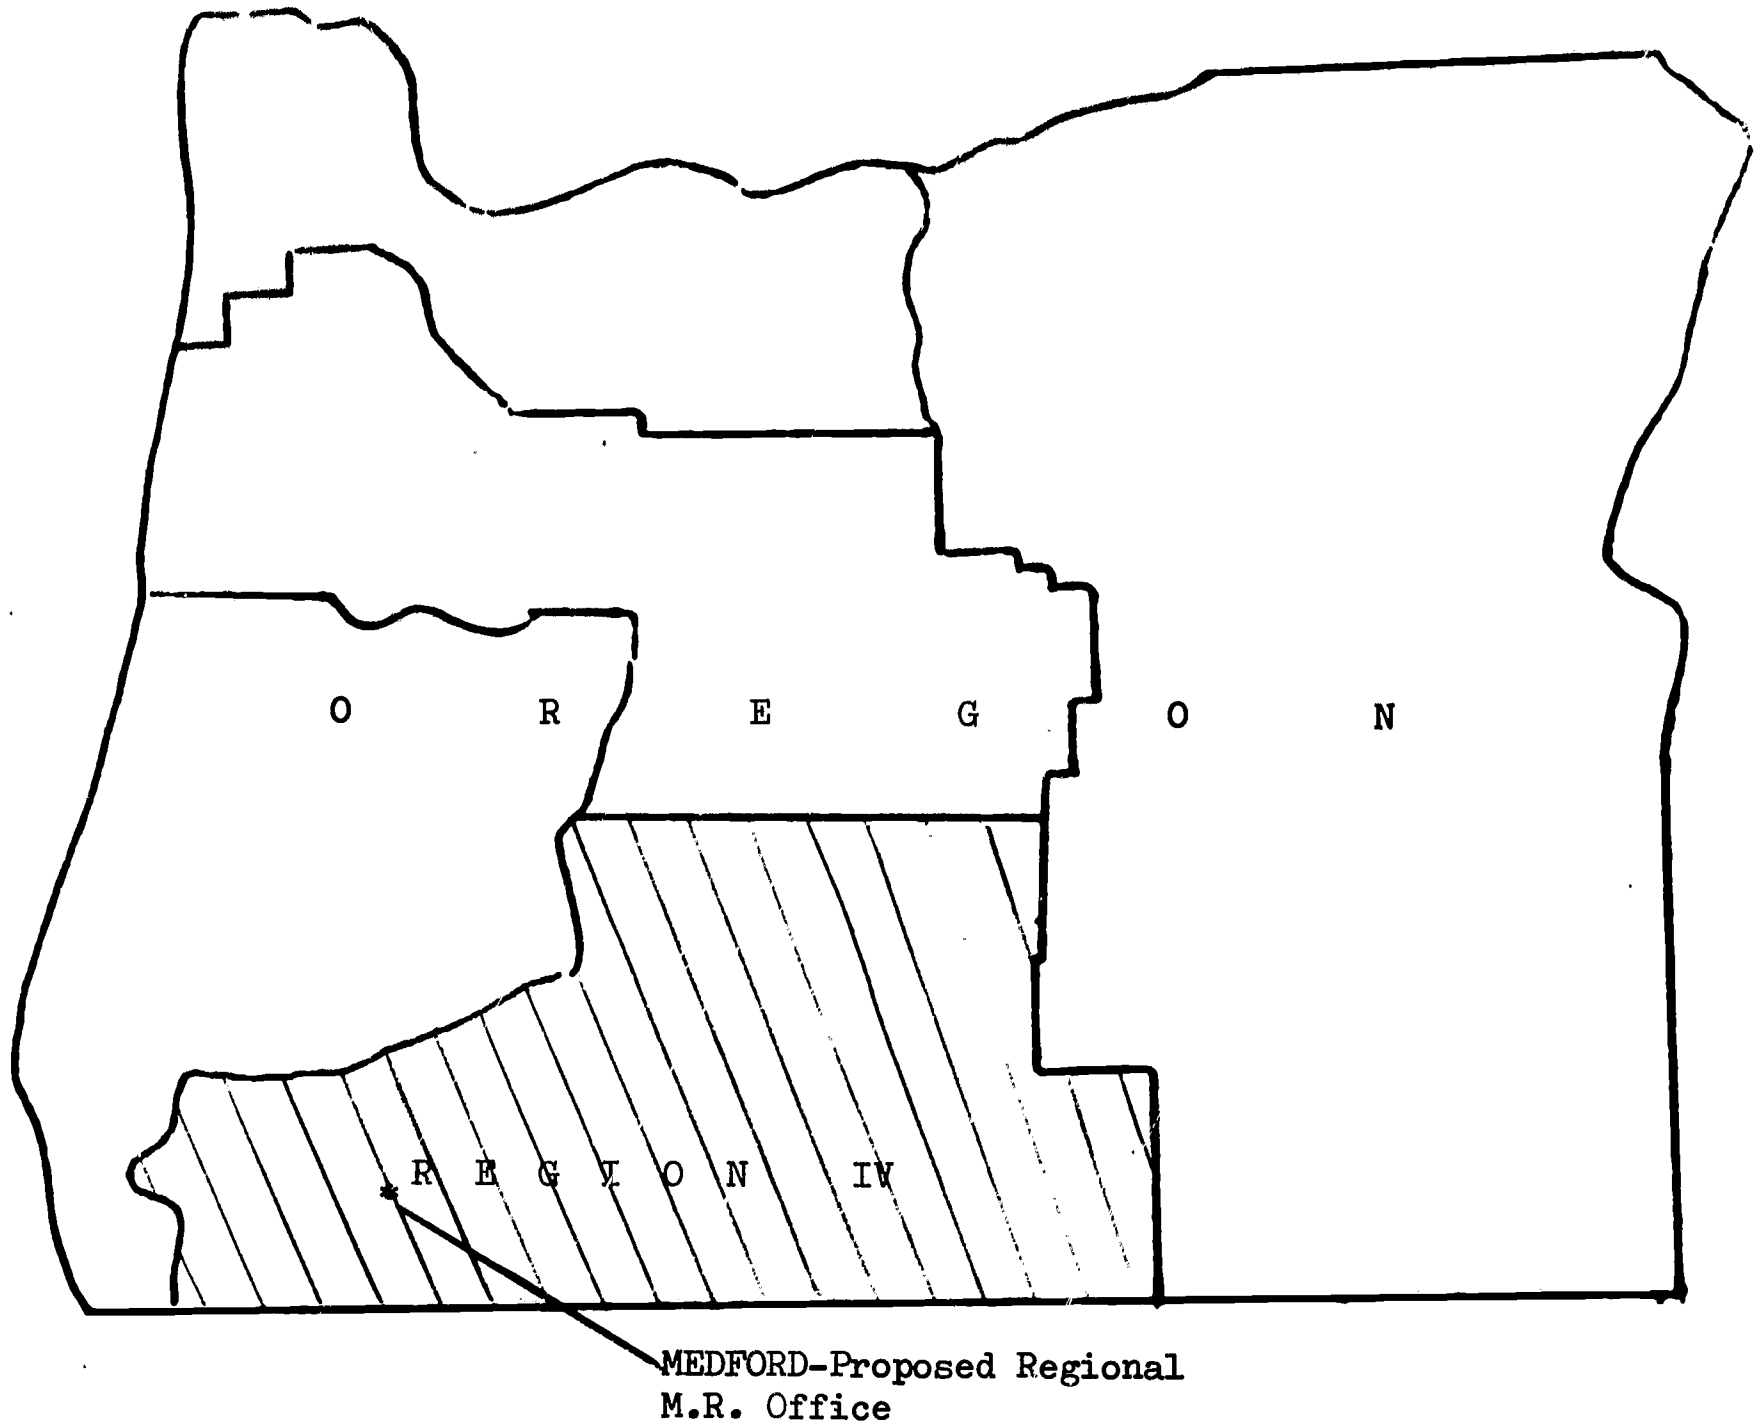 O R E G O N
R E G I O N IV
MEDFORD-Proposed Regional
M.R. Office